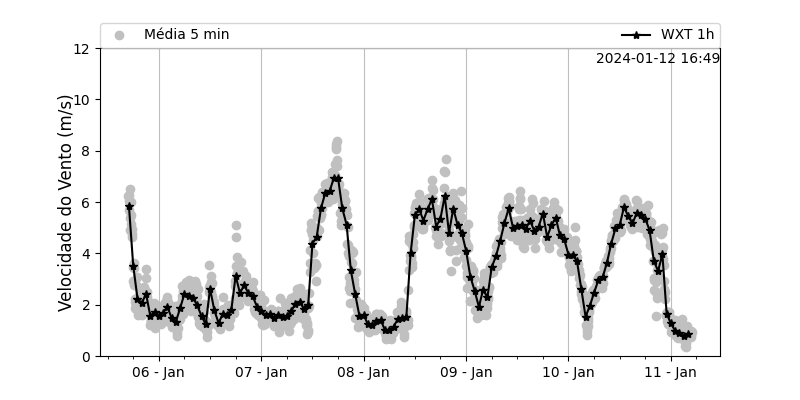 Média 5 min
WXT 1h
2024-01-12 16:49
Velocidade do Vento (m/s)
12
10
8
6
4
2
0
06 - Jan
07 - Jan
08 - Jan
09 - Jan
10 - Jan
11 - Jan